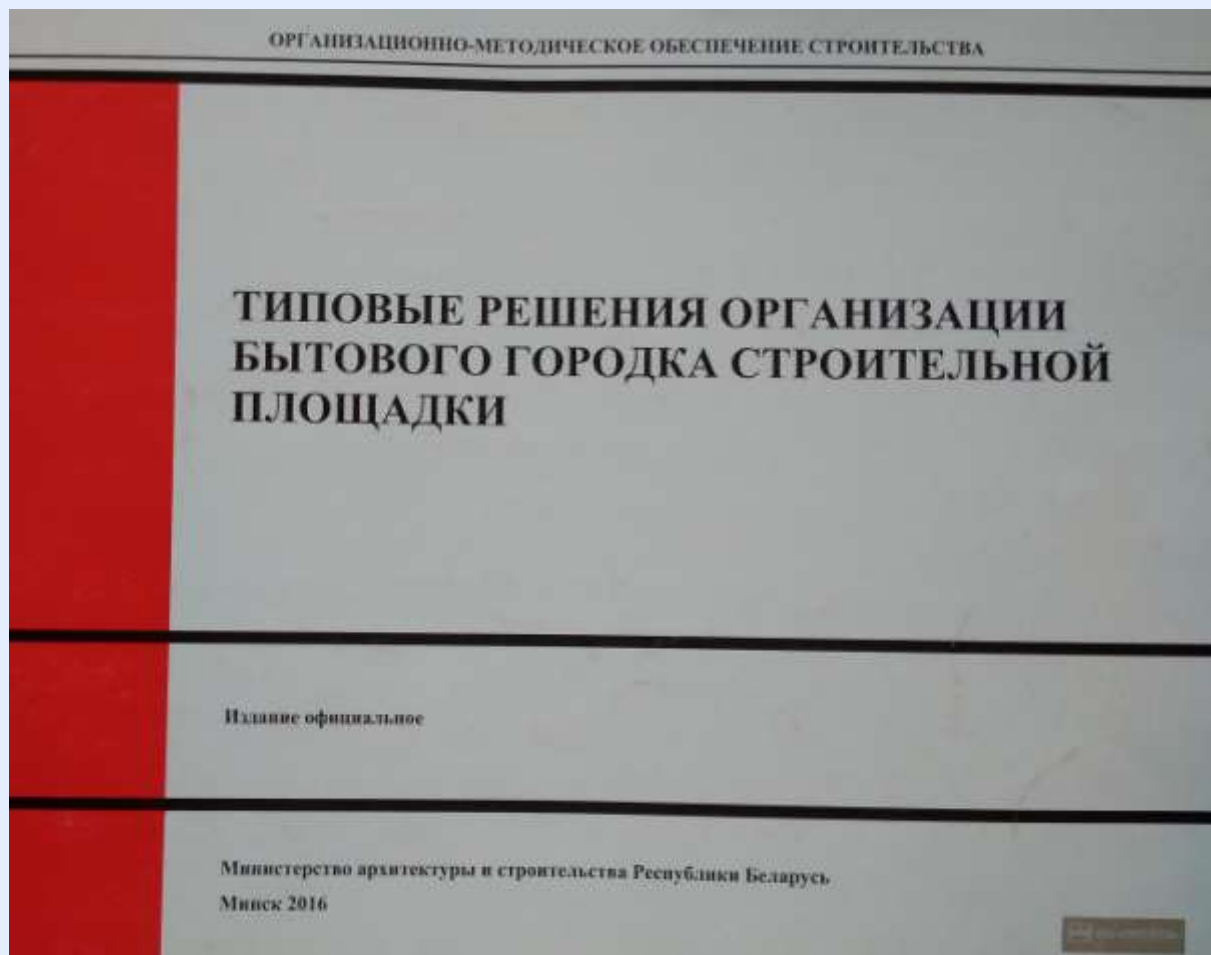 ОРГАНИЗАЦИОННО-МЕТОДИЧЕСКОЕ ОБЕСПЕЧЕНИЕ СТРОИТЕЛЬСТВА
ТИПОВЫЕ РЕШЕНИЯ ОРГАНИЗАЦИИ
БЫТОВОГО ГОРОДКА СТРОИТЕЛЬНОЙ
ПЛОЩАДКИ
Издание официальное
Министерство архитектуры и строительства Республики Беларусь
Минск 2016